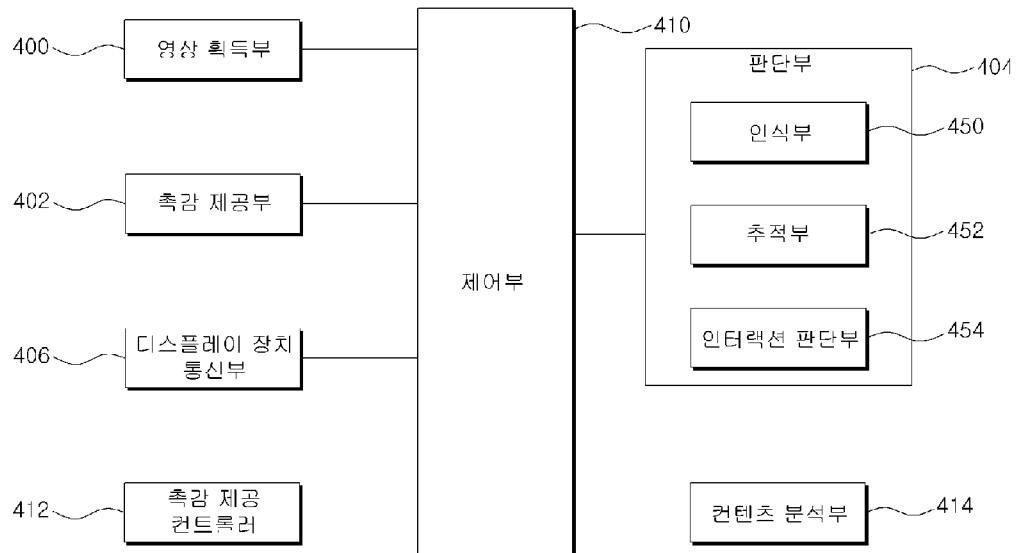 400
영상 획득부
402
촉감 제공부
406
디스플레이 장치
통신부
412
촉감 제공
컨트롤러
410
제어부
404
판단부
인식부
450
추적부
452
인터랙션 판단부
454
컨텐츠 분석부
414